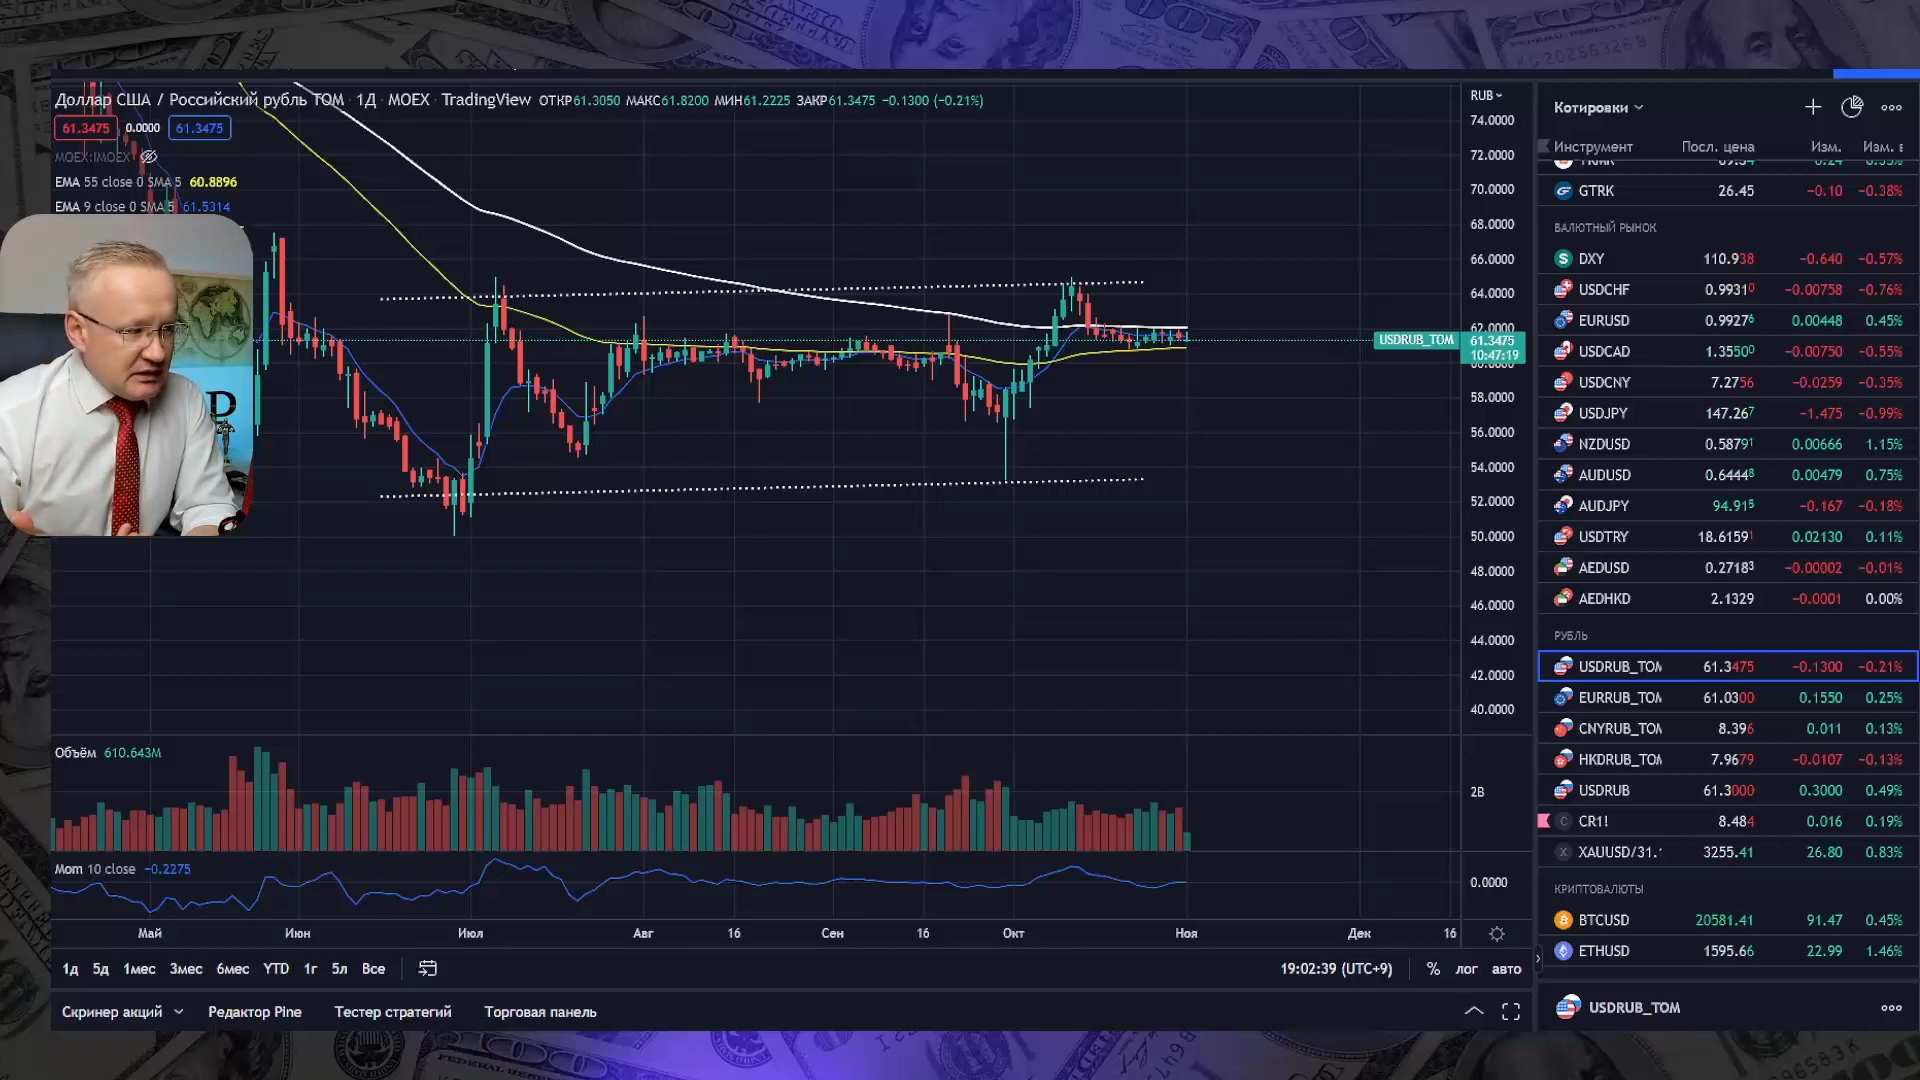 Доллар США / Российский рубль TOM · 1Д · MOEX · TradingView ОТКР61.3050 МАКС61.8200 МИН61.2225 ЗАКР61.3475 −0.1300 (−0.21%)
61.3475 0.0000 61.3475
MOEX:IMOEX
EMA 55 close 0 SMA 5 60.8896
EMA 9 close 0 SMA 5 61.5314
RUB
74.0000
72.0000
70.0000
68.0000
66.0000
64.0000
62.0000
USDRUB_TOM 61.3475
10:47:19
60.0000
58.0000
56.0000
54.0000
52.0000
50.0000
48.0000
46.0000
44.0000
42.0000
40.0000
Объём 610.643M
2B
Mom 10 close −0.2275
0.0000
Май Июн Июл Авг 16 Сен 16 Окт Ноя Дек 16
1д 5д 1мес 3мес 6мес YTD 1г 5л Все
19:02:39 (UTC+9) % лог авто
Скринер акций Редактор Pine Тестер стратегий Торговая панель
Котировки
Инструмент Посл. цена Изм. Изм. в
GTRK 26.45 −0.10 −0.38%
ВАЛЮТНЫЙ РЫНОК
DXY 110.938 −0.640 −0.57%
USDCHF 0.99310 −0.00758 −0.76%
EURUSD 0.99276 0.00448 0.45%
USDCAD 1.35500 −0.00750 −0.55%
USDCNY 7.2756 −0.0259 −0.35%
USDJPY 147.267 −1.475 −0.99%
NZDUSD 0.58791 0.00666 1.15%
AUDUSD 0.64448 0.00479 0.75%
AUDJPY 94.915 −0.167 −0.18%
USDTRY 18.61591 0.02130 0.11%
AEDUSD 0.27183 −0.00002 −0.01%
AEDHKD 2.1329 −0.0001 0.00%
РУБЛЬ
USDRUB_TOM 61.3475 −0.1300 −0.21%
EURRUB_TOM 61.0300 0.1550 0.25%
CNYRUB_TOM 8.396 0.011 0.13%
HKDRUB_TOM 7.9679 −0.0107 −0.13%
USDRUB 61.3000 0.3000 0.49%
CR1! 8.484 0.016 0.19%
XAUUSD/31.1 3255.41 26.80 0.83%
КРИПТОВАЛЮТЫ
BTCUSD 20581.41 91.47 0.45%
ETHUSD 1595.66 22.99 1.46%
USDRUB_TOM